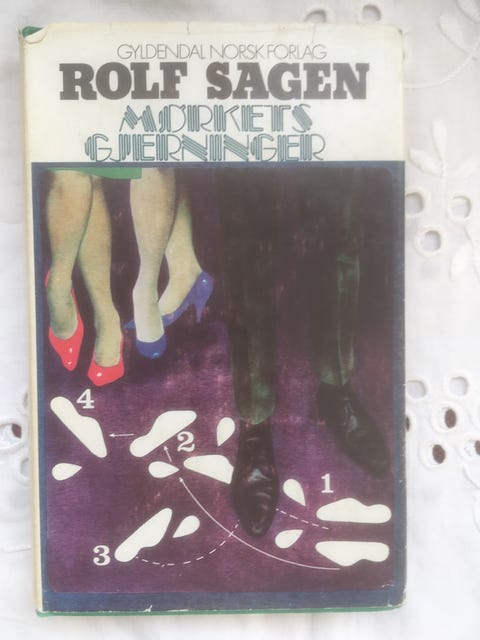 GYLDENDAL NORSK FORLAG
ROLF SAGEN
MØRKETS
GJERNINGER
4
2
1
3